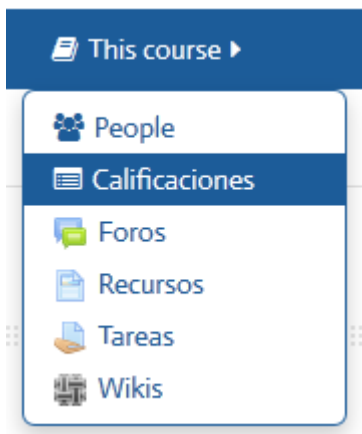 This course
People
Calificaciones
Foros
Recursos
Tareas
Wikis